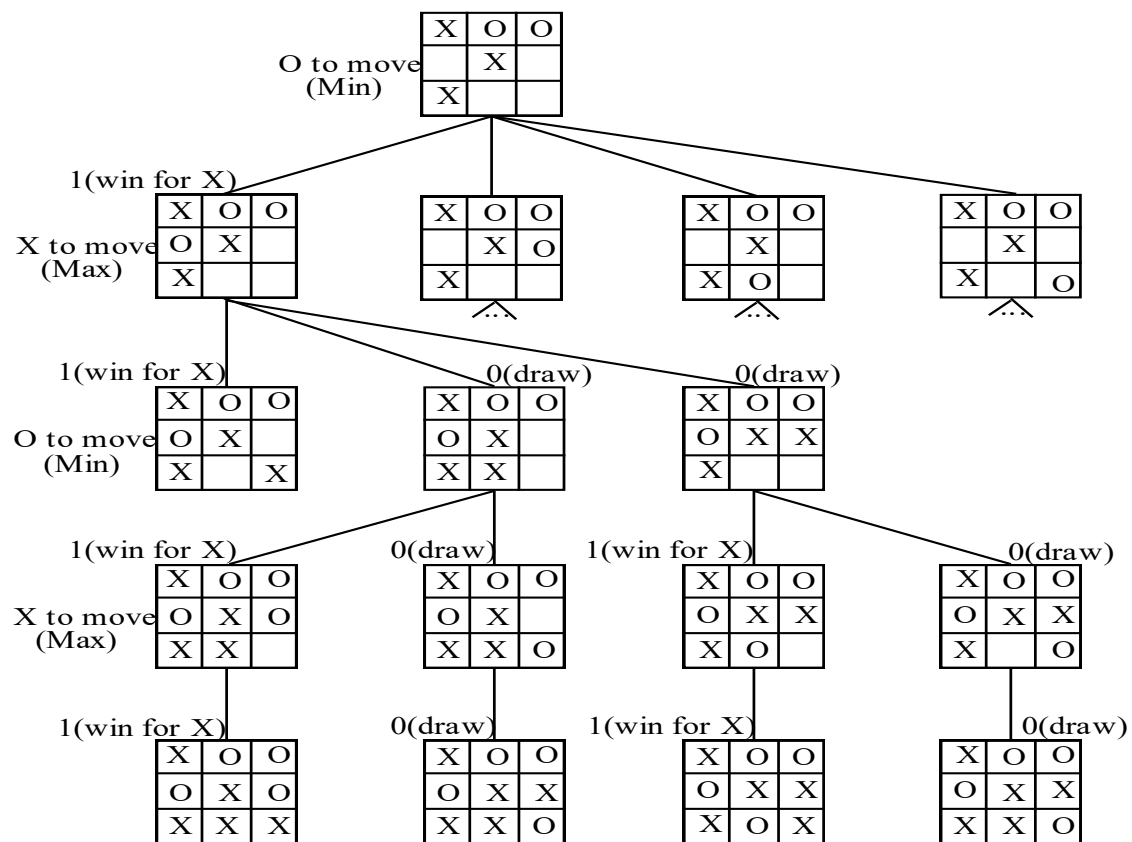 X O O
O to move X
(Min) X
1(win for X)
X O O X O O X O O X O O
X to move O X X O X X
(Max) X X X O X O
... ... ...
1(win for X) 0(draw) 0(draw)
X O O X O O X O O
O to move O X O X O X X
(Min) X X X X X
1(win for X) 0(draw) 1(win for X) 0(draw)
X O O X O O X O O X O O
X to move O X O O X O X X O X X
(Max) X X X X O X O X O
1(win for X) 0(draw) 1(win for X) 0(draw)
X O O X O O X O O X O O
O X O O X X O X X O X X
X X X X X O X O X X X O